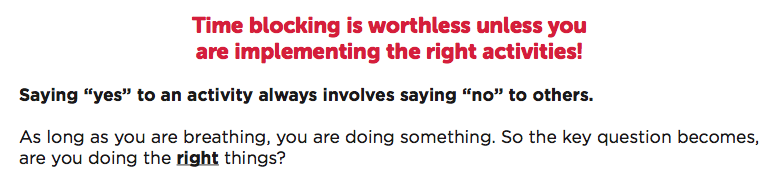 Time blocking is worthless unless you
are implementing the right activities!
Saying “yes” to an activity always involves saying “no” to others.
As long as you are breathing, you are doing something. So the key question becomes,
are you doing the right things?